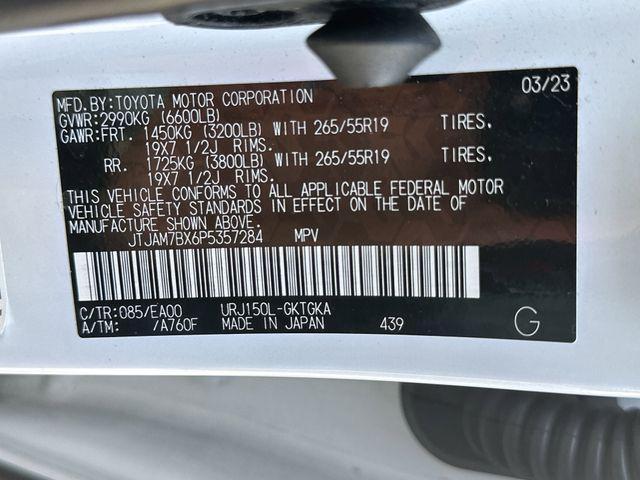 03/23
MFD. BY: TOYOTA MOTOR CORPORATION
GVWR: 2990KG (6600LB)
GAWR: FRT. 1450KG (3200LB) WITH 265/55R19 TIRES.
19X7 1/2J RIMS.
RR. 1725KG (3800LB) WITH 265/55R19 TIRES.
19X7 1/2J RIMS.
THIS VEHICLE CONFORMS TO ALL APPLICABLE FEDERAL MOTOR
VEHICLE SAFETY STANDARDS IN EFFECT ON THE DATE OF
MANUFACTURE SHOWN ABOVE.
JTJAM7BX6P5357284 MPV
C/TR: 085/EA00 URJ150L-GKTGKA
A/TM: /A760F MADE IN JAPAN 439 G